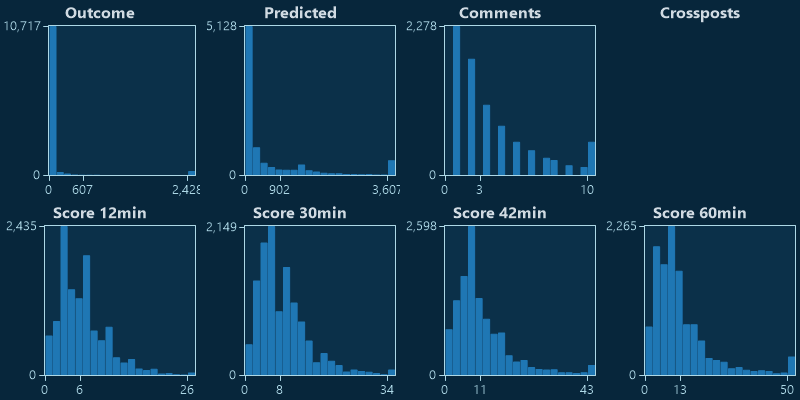 Outcome Predicted Comments Crossposts
10,717 5,128 2,278
0 0 0
0 607 2,428 0 902 3,607 0 3 10
Score 12min Score 30min Score 42min Score 60min
2,435 2,149 2,598 2,265
0 0 0 0
0 6 26 0 8 34 0 11 43 0 13 50